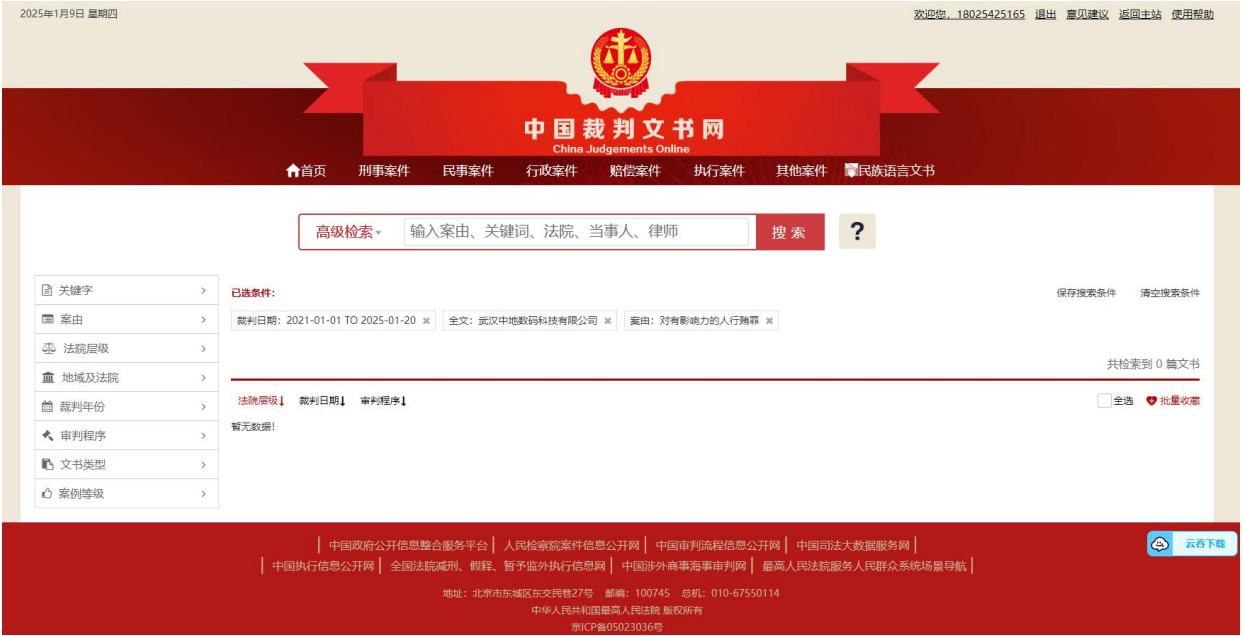 2025年1月9日 星期四
欢迎您，18025425165 退出 意见建议 返回主站 使用帮助
中国裁判文书网
China Judgements Online
首页 刑事案件 民事案件 行政案件 赔偿案件 执行案件 其他案件 民族语言文书
高级检索 输入案由、关键词、法院、当事人、律师 搜索 ?
关键字
案由
法院层级
地域及法院
裁判年份
审判程序
文书类型
案例等级
已选条件：
保存搜索条件 清空搜索条件
裁判日期：2021-01-01 TO 2025-01-20 全文：武汉中地数码科技有限公司 案由：对有影响力的人行贿罪
共检索到 0 篇文书
法院层级 裁判日期 审判程序
全选 批量收藏
暂无数据!
中国政府公开信息整合服务平台 | 人民检察院案件信息公开网 | 中国审判流程信息公开网 | 中国司法大数据服务网 |
中国执行信息公开网 | 全国法院减刑、假释、暂予监外执行信息网 | 中国涉外商事海事审判网 | 最高人民法院服务人民群众系统场景导航 |
云吞下载
地址：北京市东城区东交民巷27号 邮编：100745 总机：010-67550114
中华人民共和国最高人民法院 版权所有
京ICP备05023036号